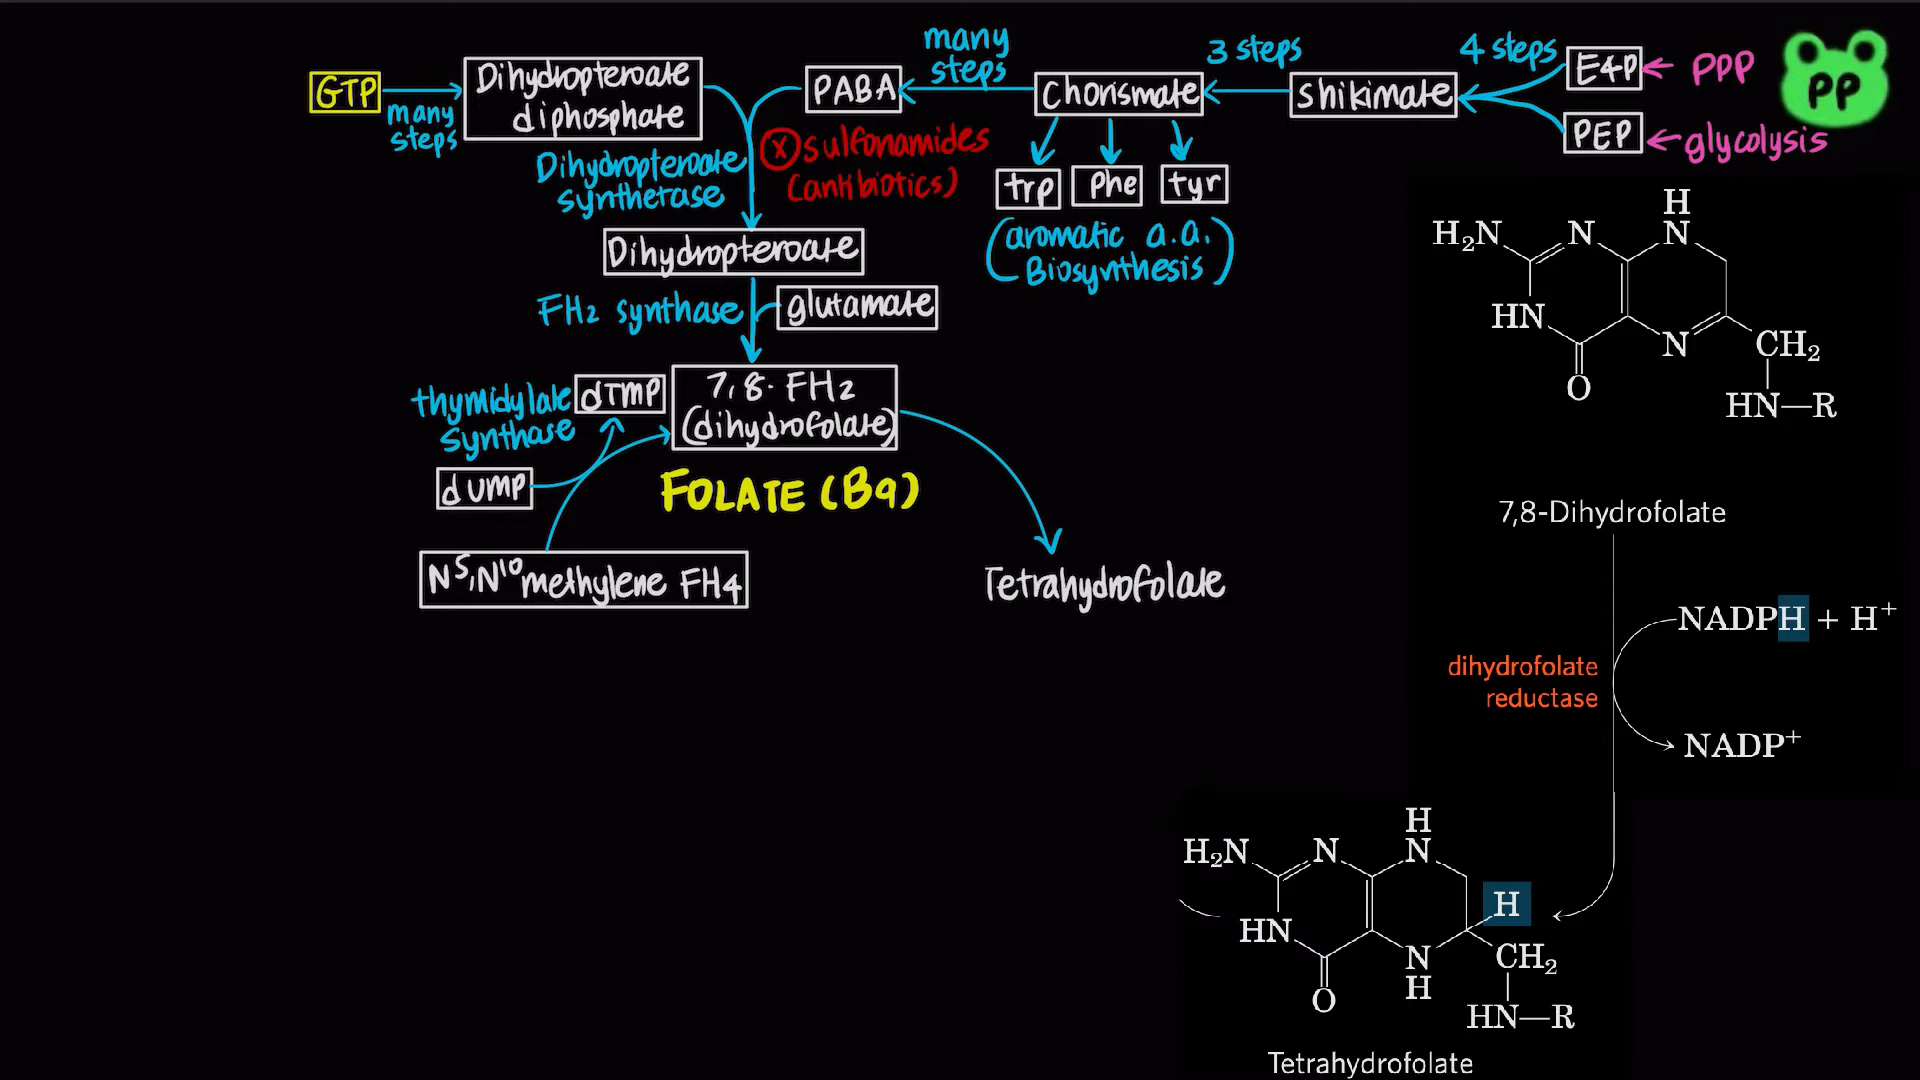 GTP
many
steps
Dihydropteroate
diphosphate
PABA
many
steps
Chorismate
3 steps
Shikimate
4 steps
E4P
PPP
PEP
glycolysis
PP
Dihydropteroate
synthetase
ⓧ sulfonamides
(antibiotics)
trp
Phe
tyr
(aromatic a.a.
Biosynthesis)
Dihydropteroate
FH2 synthase
glutamate
thymidylate
synthase
dTMP
7,8-FH2
(dihydrofolate)
dUMP
FOLATE (B9)
N⁵,N¹⁰ methylene FH4
Tetrahydrofolate
H
H₂N N N
HN N CH₂
O HN—R
7,8-Dihydrofolate
NADPH + H⁺
dihydrofolate
reductase
NADP⁺
H
H₂N N N
H
HN N CH₂
H
O HN—R
Tetrahydrofolate